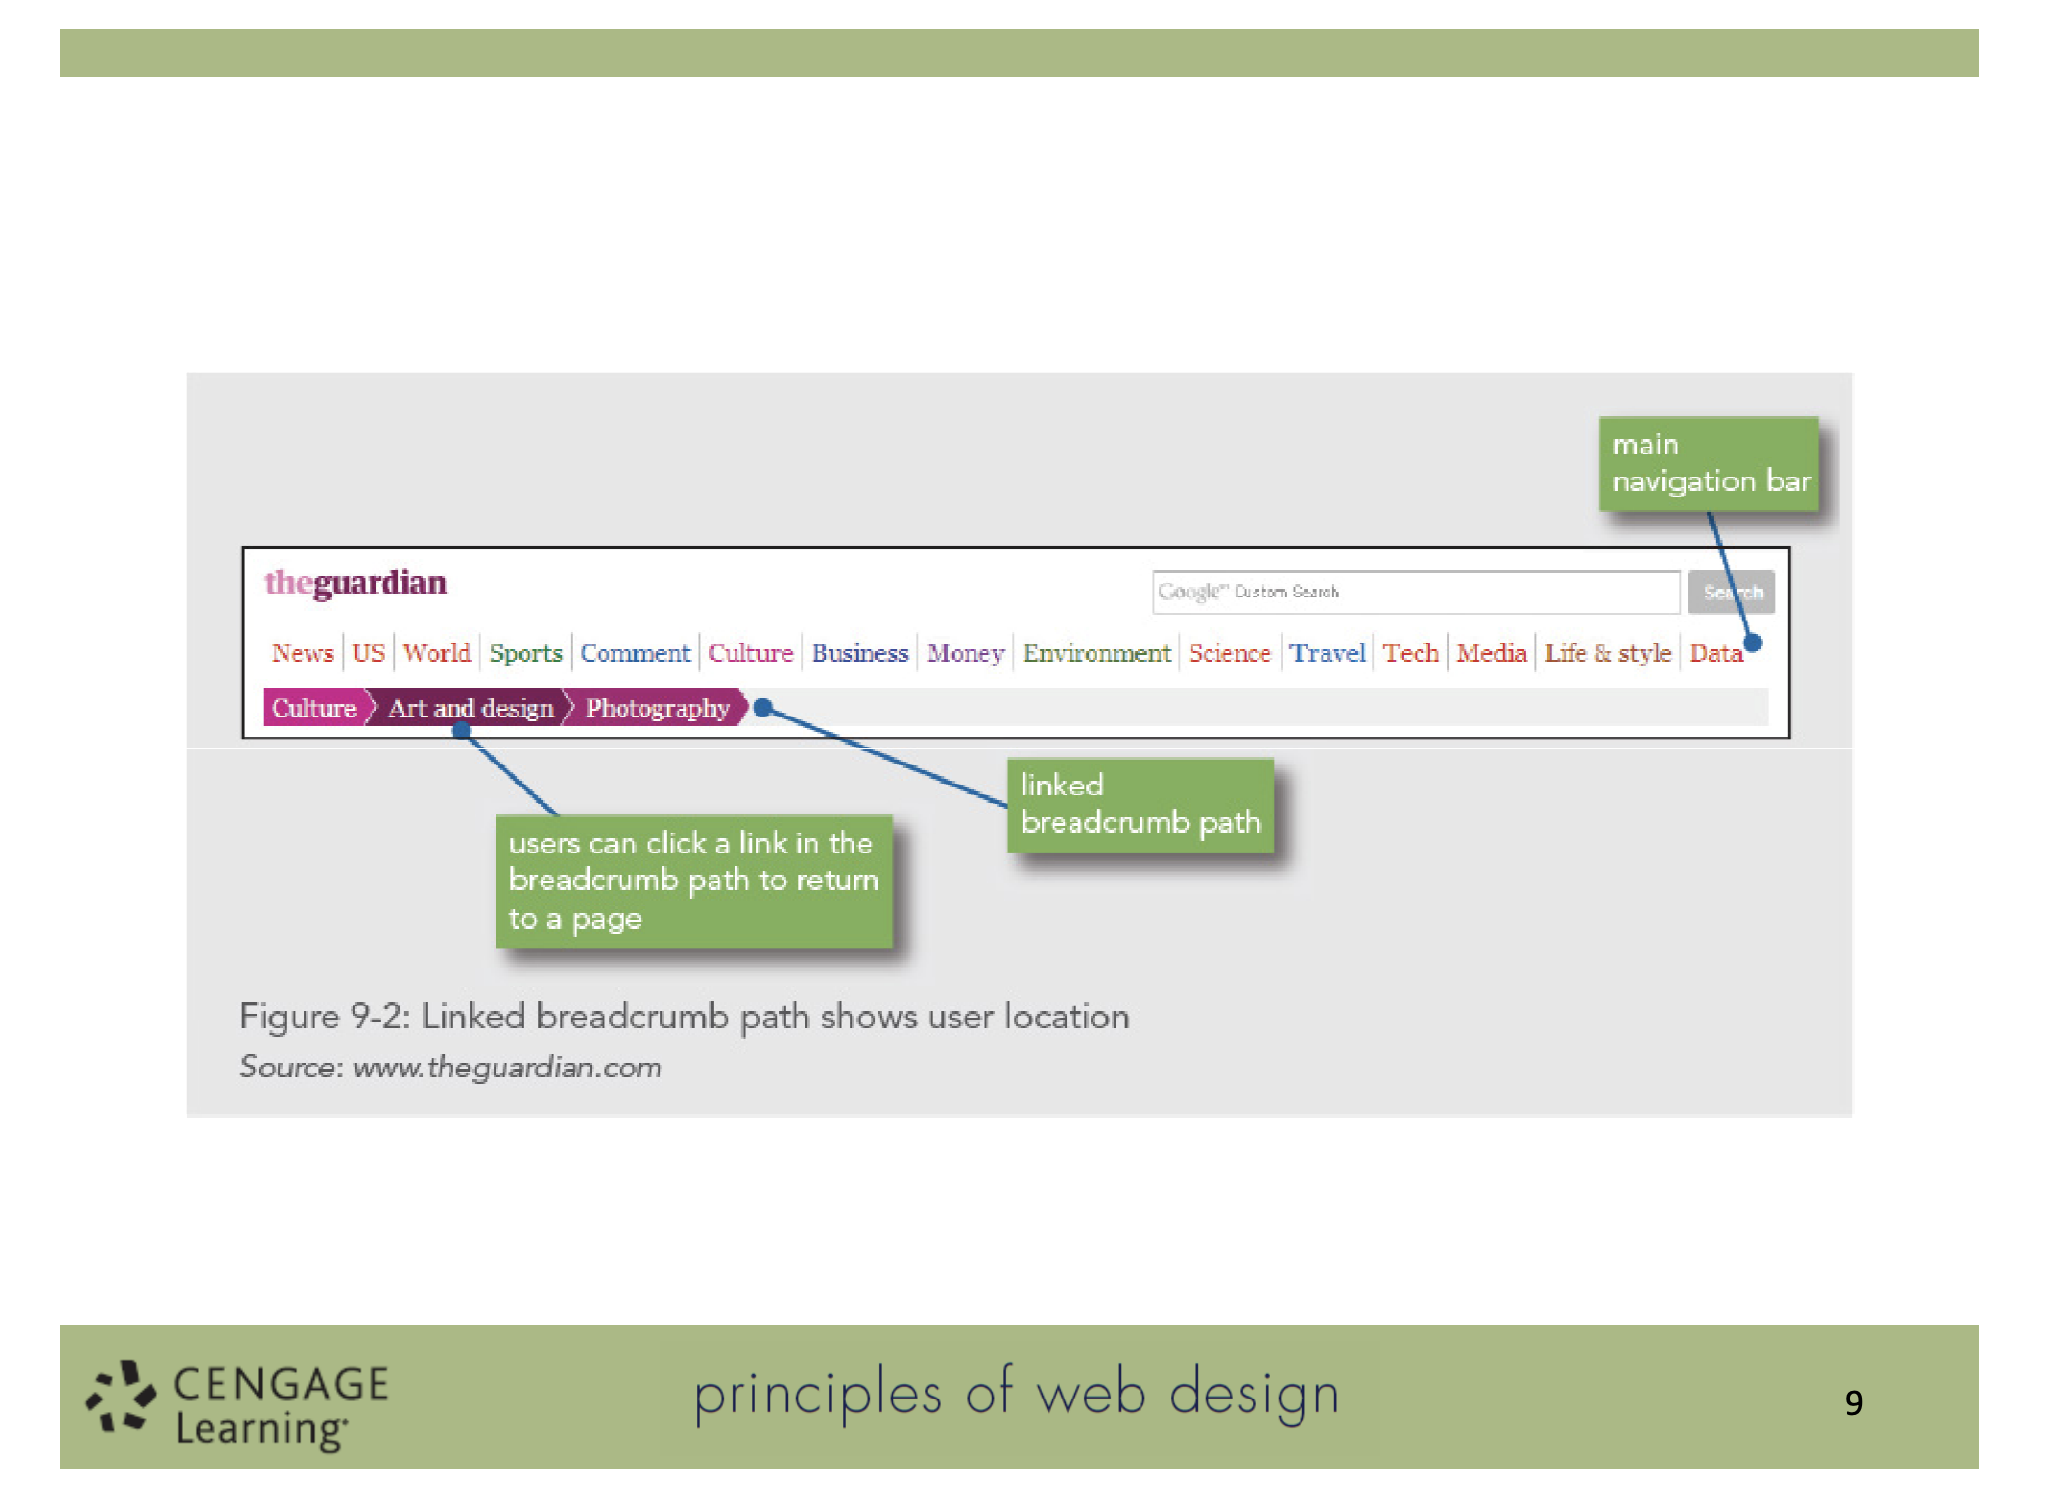 main
navigation bar
theguardian
Google™ Custom Search
Search
News US World Sports Comment Culture Business Money Environment Science Travel Tech Media Life & style Data
Culture Art and design Photography
linked
breadcrumb path
users can click a link in the
breadcrumb path to return
to a page
Figure 9-2: Linked breadcrumb path shows user location
Source: www.theguardian.com
CENGAGE
Learning
principles of web design
9